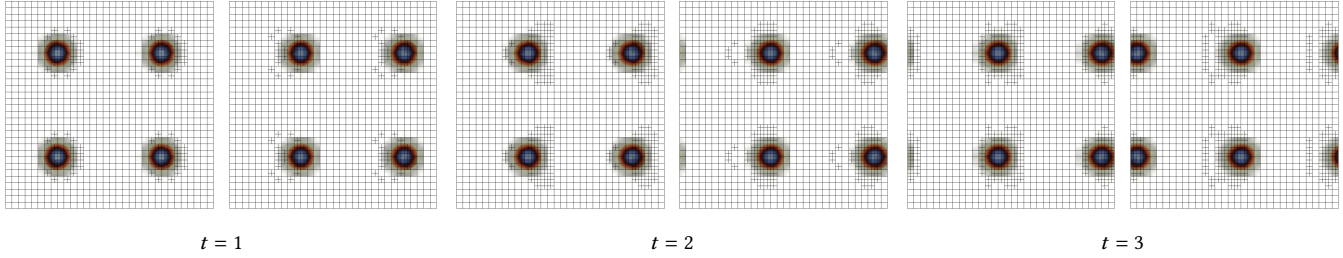 t = 1
t = 2
t = 3